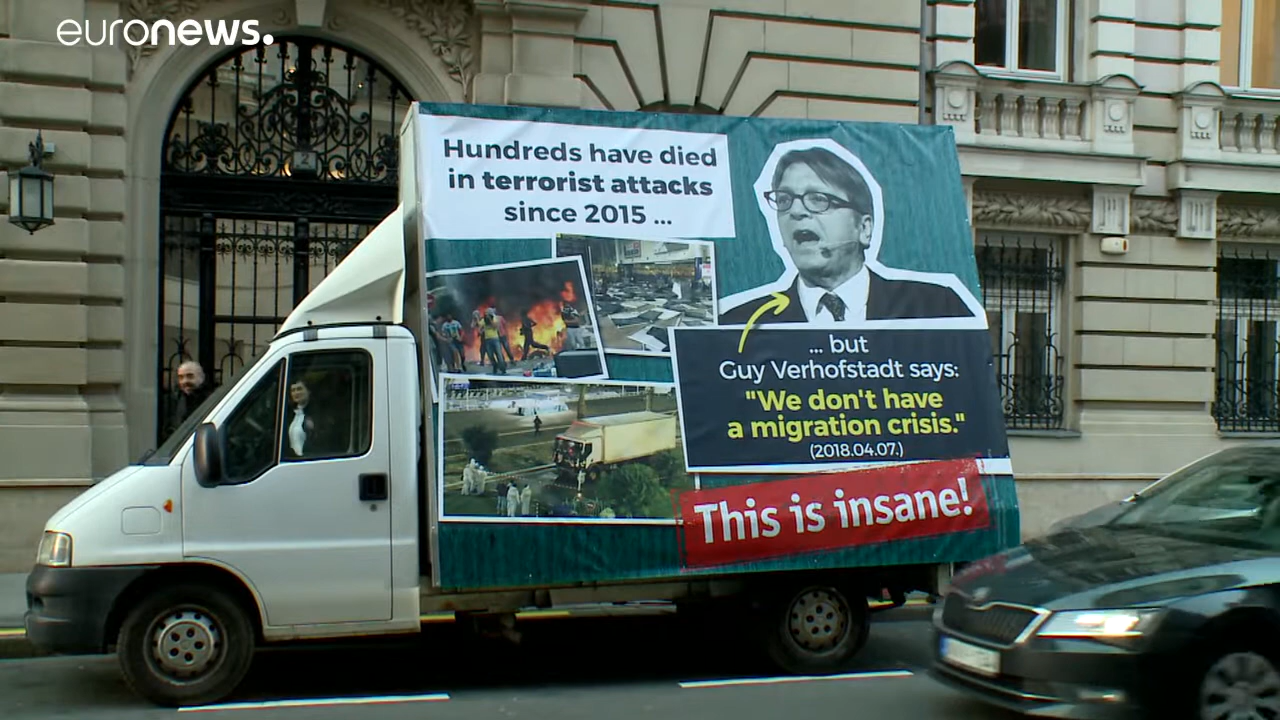 euronews.
2
Hundreds have died
in terrorist attacks
since 2015 ...
... but
Guy Verhofstadt says:
"We don't have
a migration crisis."
(2018.04.07.)
This is insane!